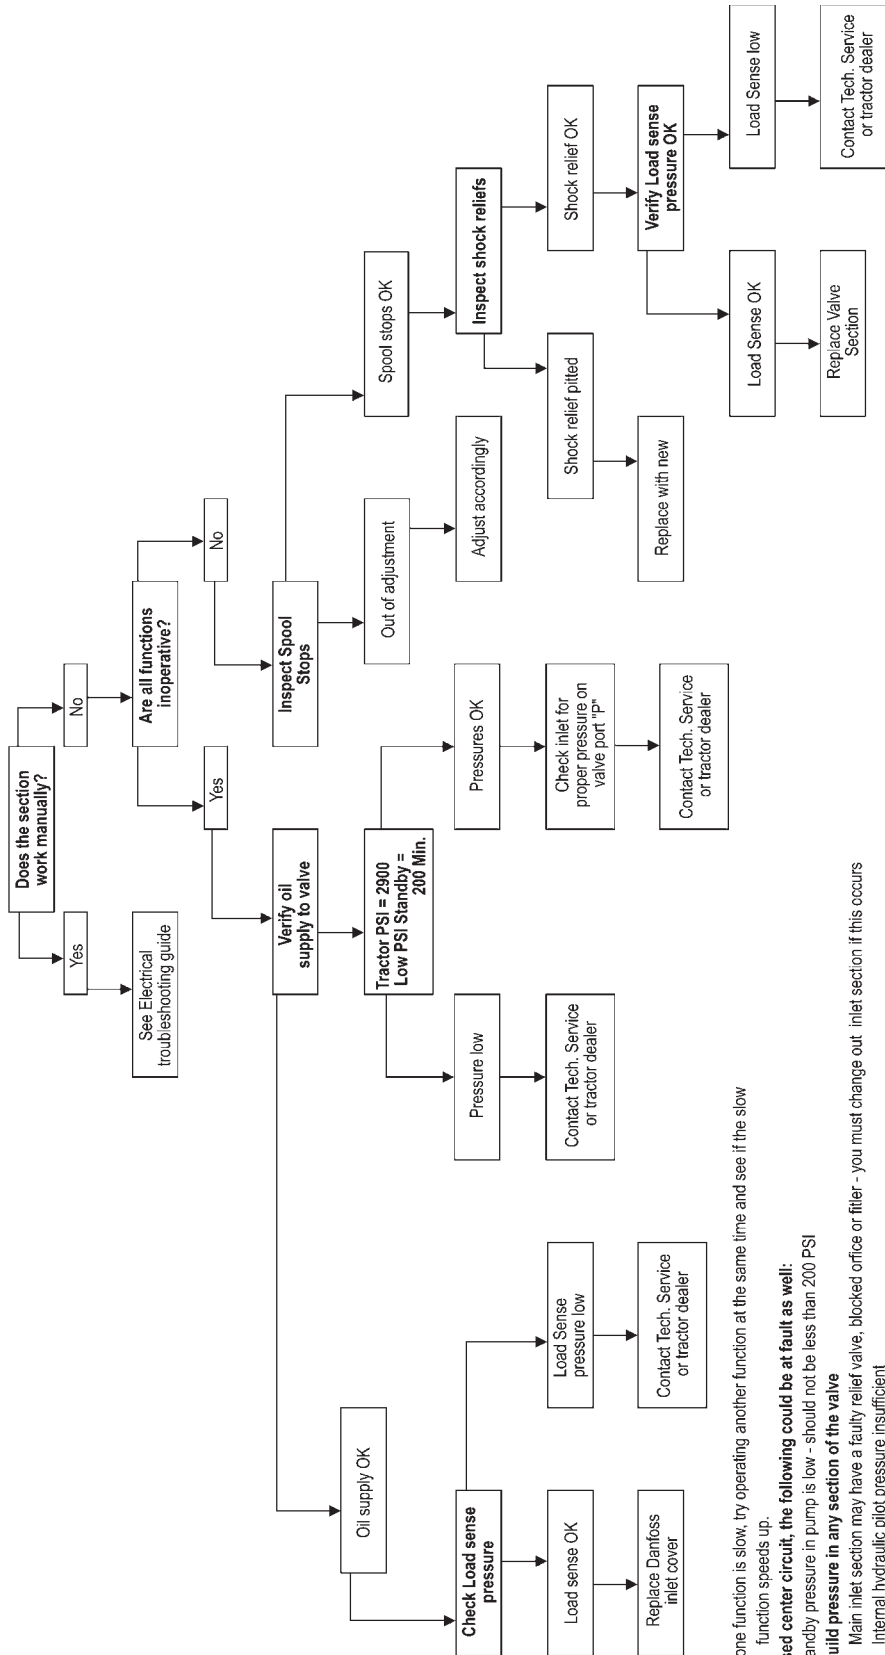 Does the section
work manually?
Yes
No
See Electrical
troubleshooting guide
Are all functions
inoperative?
Yes
No
Verify oil
supply to valve
Inspect Spool
Stops
Oil supply OK
Tractor PSI = 2900
Low PSI Standby =
200 Min.
Out of adjustment
Spool stops OK
Check Load sense
pressure
Pressure low
Pressures OK
Adjust accordingly
Inspect shock reliefs
Load sense OK
Load Sense
pressure low
Contact Tech. Service
or tractor dealer
Check inlet for
proper pressure on
valve port "P"
Shock relief pitted
Shock relief OK
Replace Danfoss
inlet cover
Contact Tech. Service
or tractor dealer
Contact Tech. Service
or tractor dealer
Replace with new
Verify Load sense
pressure OK
Load Sense OK
Load Sense low
Replace Valve
Section
Contact Tech. Service
or tractor dealer
one function is slow, try operating another function at the same time and see if the slow
function speeds up.
center circuit, the following could be at fault as well:
pressure in pump is low - should not be less than 200 PSI
pressure in any section of the valve
Main inlet section may have a faulty relief valve, blocked orfice or fitler - you must change out inlet section if this occurs
Internal hydraulic pilot pressure insufficient